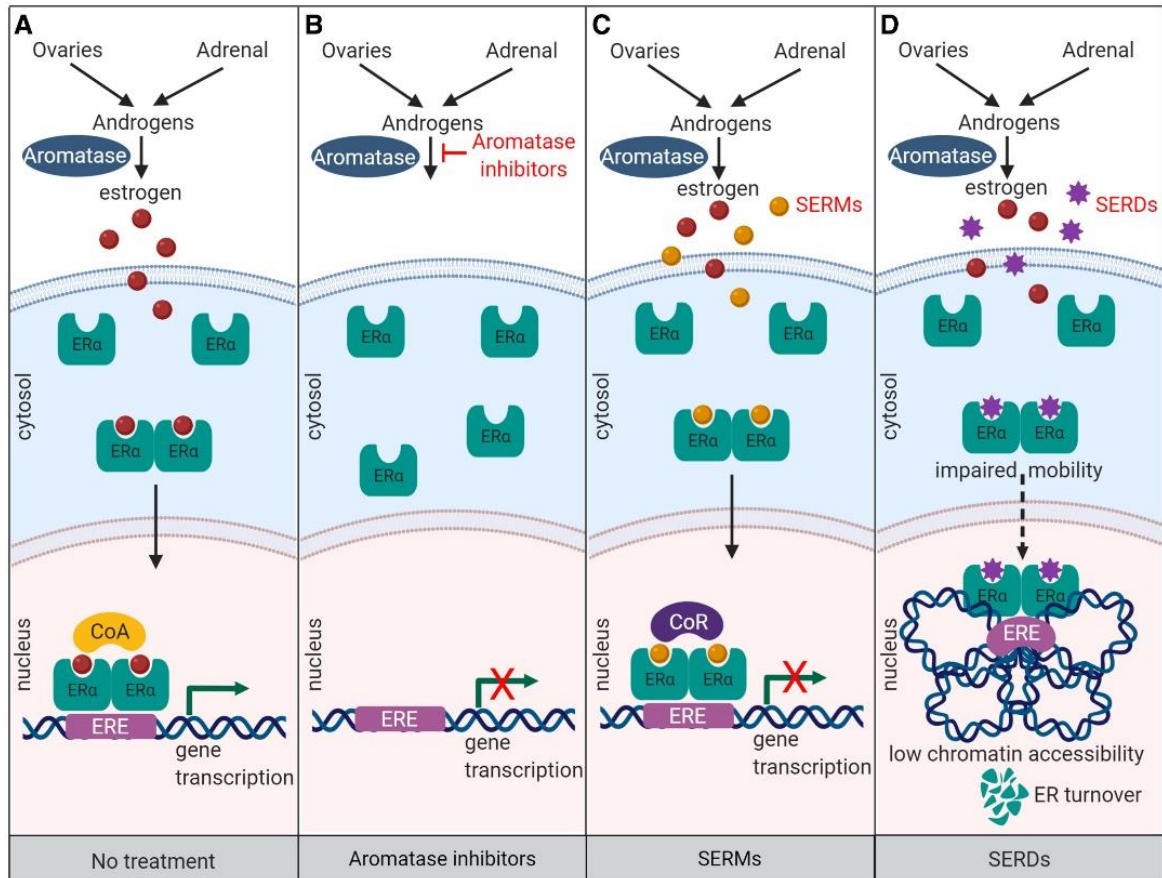 A
Ovaries
Adrenal
Androgens
Aromatase
estrogen
ERα
ERα
cytosol
ERα
ERα
nucleus
CoA
ERα
ERα
ERE
gene
transcription
No treatment
B
Ovaries
Adrenal
Androgens
Aromatase
Aromatase
inhibitors
ERα
ERα
cytosol
ERα
ERα
nucleus
ERE
gene
transcription
Aromatase inhibitors
C
Ovaries
Adrenal
Androgens
Aromatase
estrogen
SERMs
ERα
ERα
cytosol
ERα
ERα
nucleus
CoR
ERα
ERα
ERE
gene
transcription
SERMs
D
Ovaries
Adrenal
Androgens
Aromatase
estrogen
SERDs
ERα
ERα
cytosol
ERα
ERα
impaired mobility
nucleus
ERα
ERα
ERE
low chromatin accessibility
ER turnover
SERDs